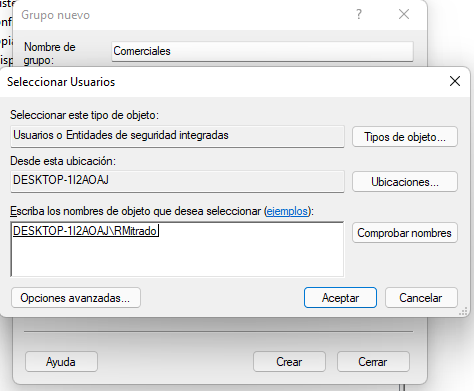 Grupo nuevo
?
Nombre de
grupo:
Comerciales
Seleccionar Usuarios
Seleccionar este tipo de objeto:
Usuarios o Entidades de seguridad integradas
Tipos de objeto...
Desde esta ubicación:
DESKTOP-1I2AOAJ
Ubicaciones...
Escriba los nombres de objeto que desea seleccionar (ejemplos):
DESKTOP-1I2AOAJ\RMitrado
Comprobar nombres
Opciones avanzadas...
Aceptar
Cancelar
Ayuda
Crear
Cerrar